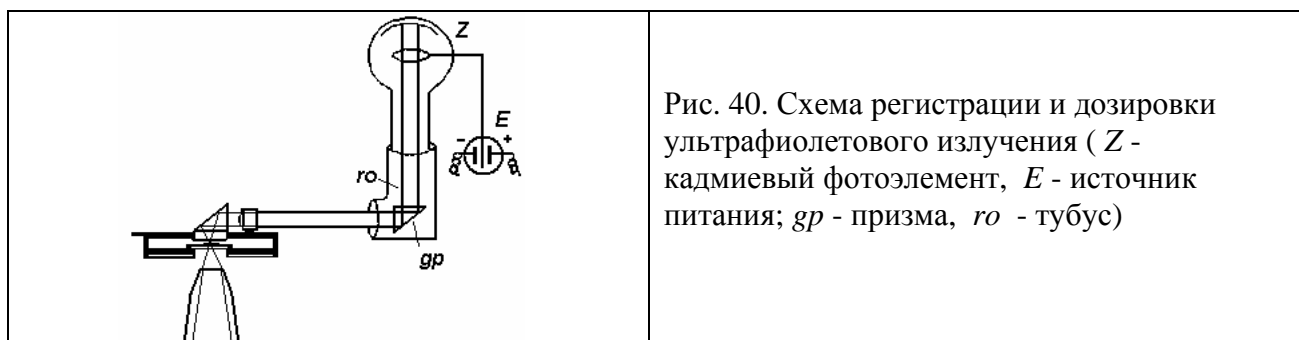 Z
E
- +
ro
gp
Рис. 40. Схема регистрации и дозировки
ультрафиолетового излучения ( Z -
кадмиевый фотоэлемент, E - источник
питания; gp - призма, ro - тубус)